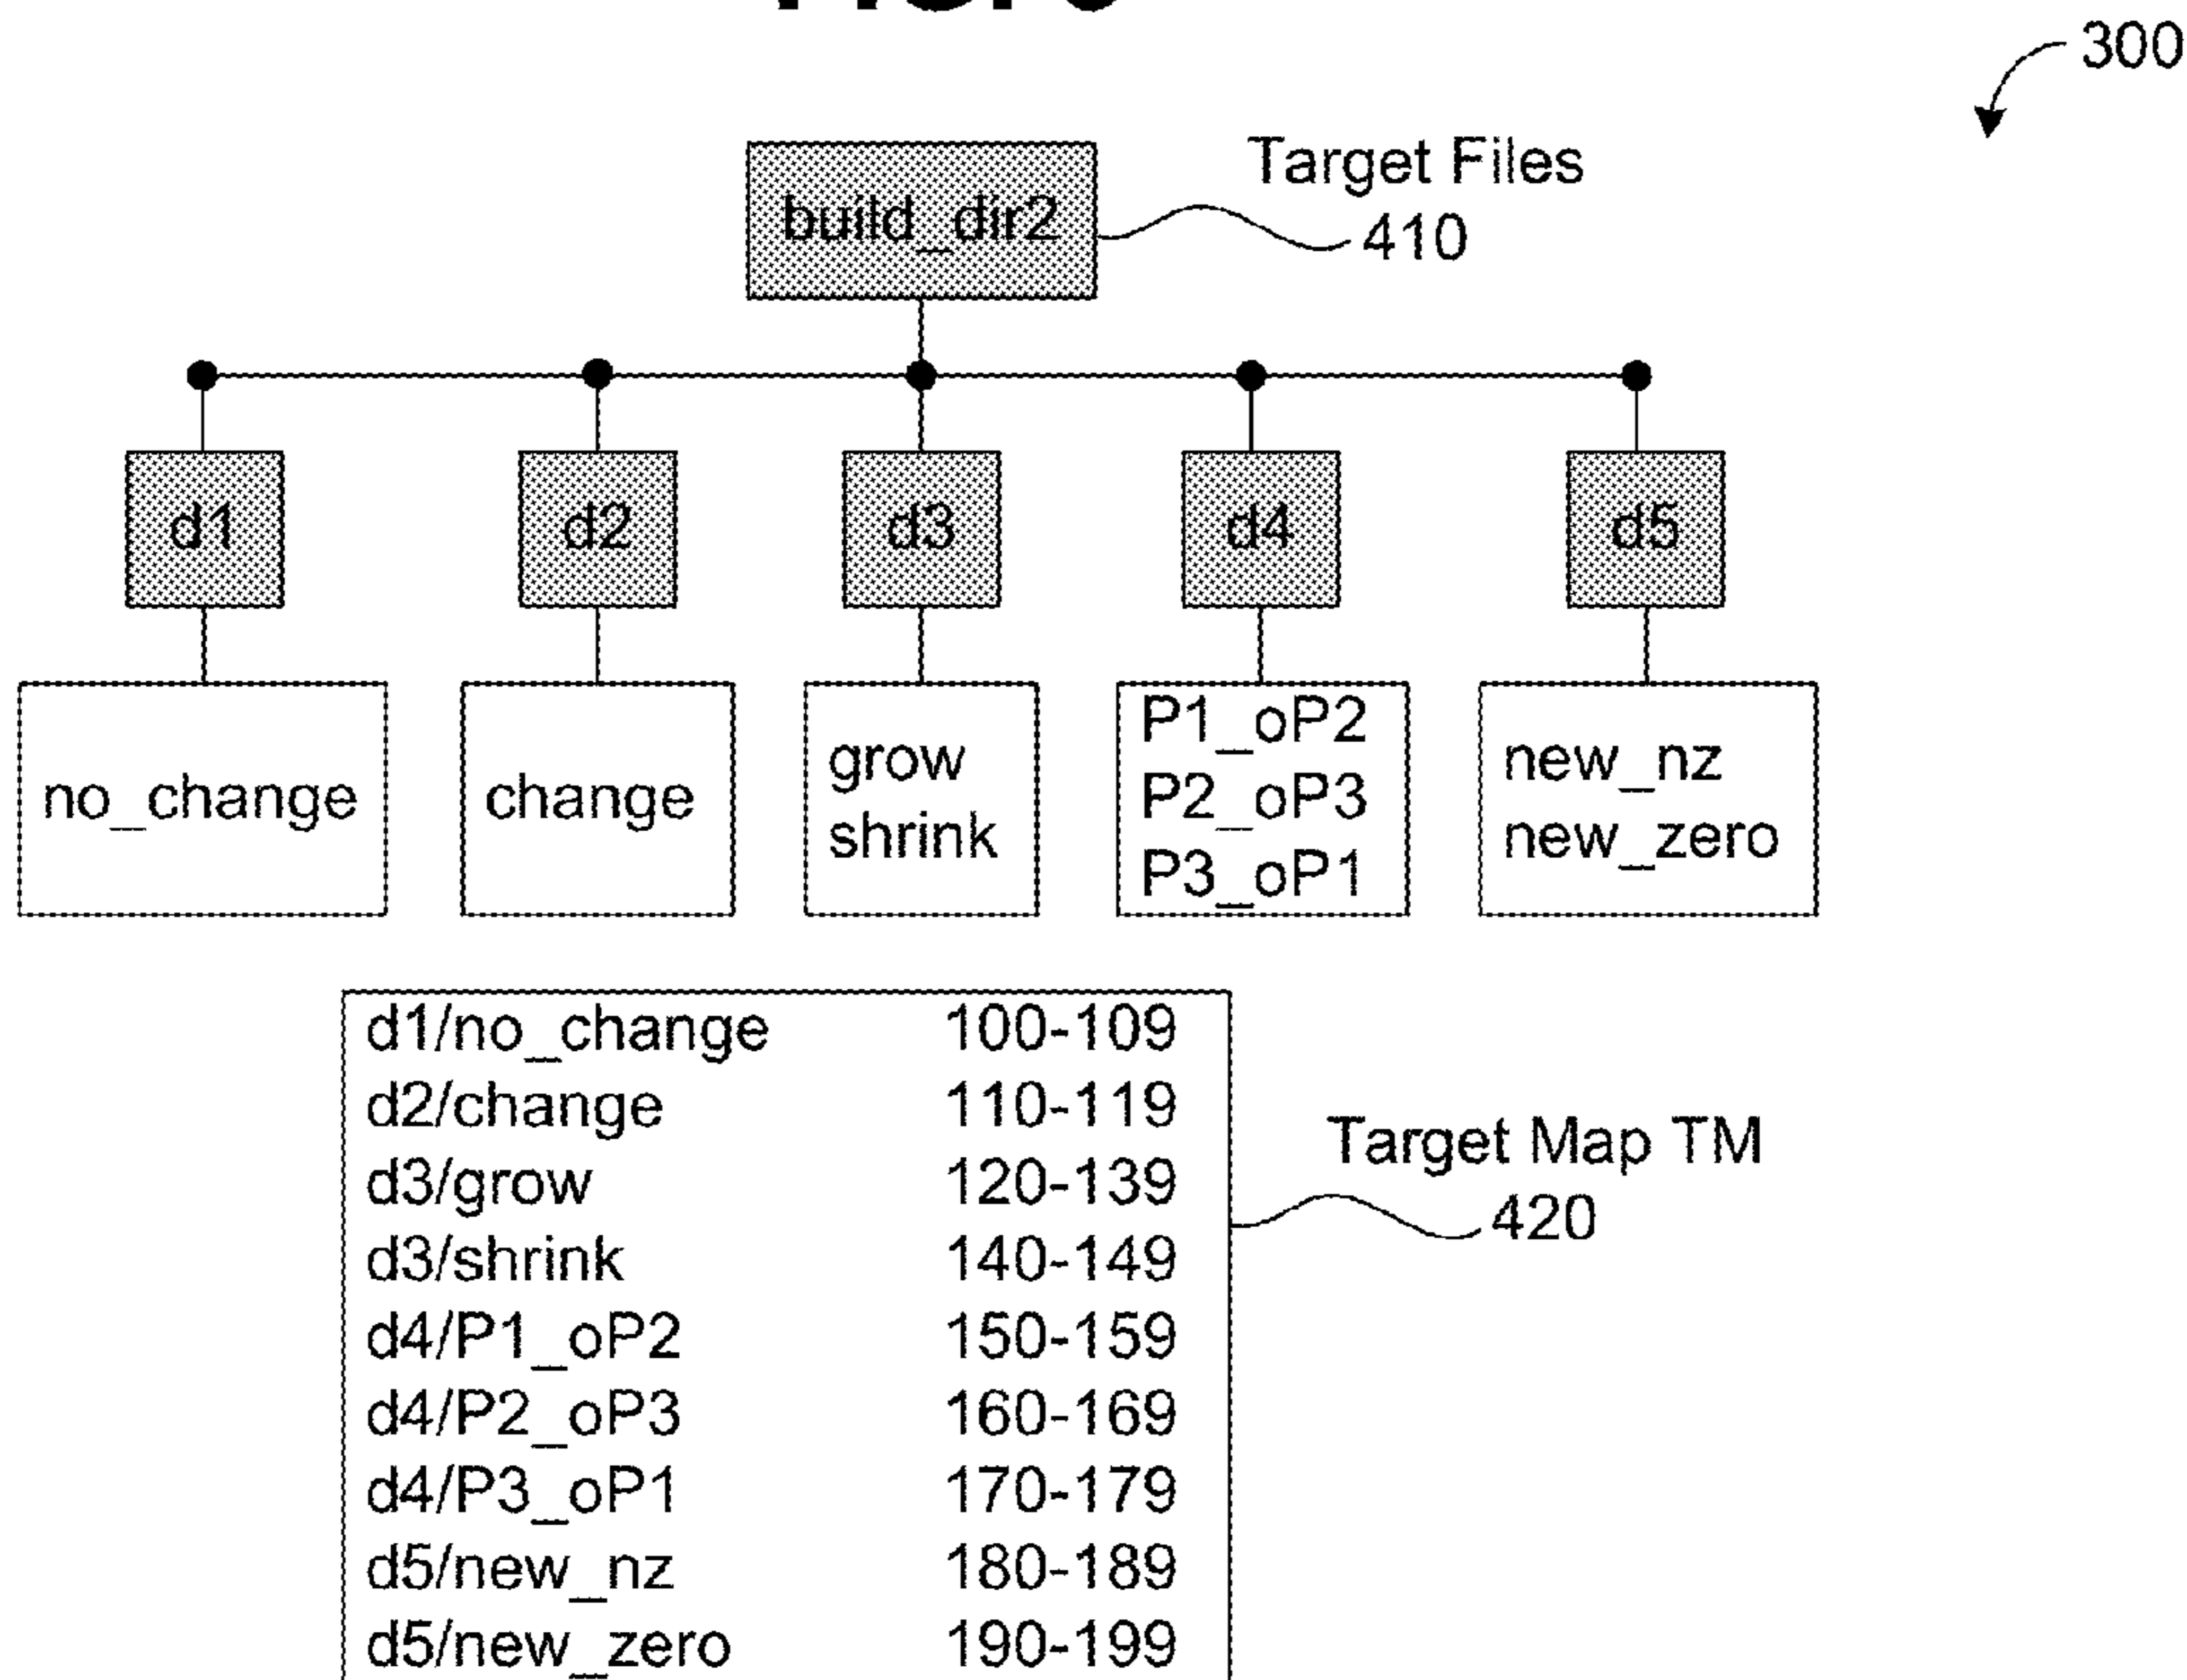 300
Target Files
build_dir2
410
d1 d2 d3 d4 d5
no_change
change
grow
shrink
P1_oP2
P2_oP3
P3_oP1
new_nz
new_zero
d1/no_change 100-109
d2/change 110-119
d3/grow 120-139
d3/shrink 140-149
d4/P1_oP2 150-159
d4/P2_oP3 160-169
d4/P3_oP1 170-179
d5/new_nz 180-189
d5/new_zero 190-199
Target Map TM
420